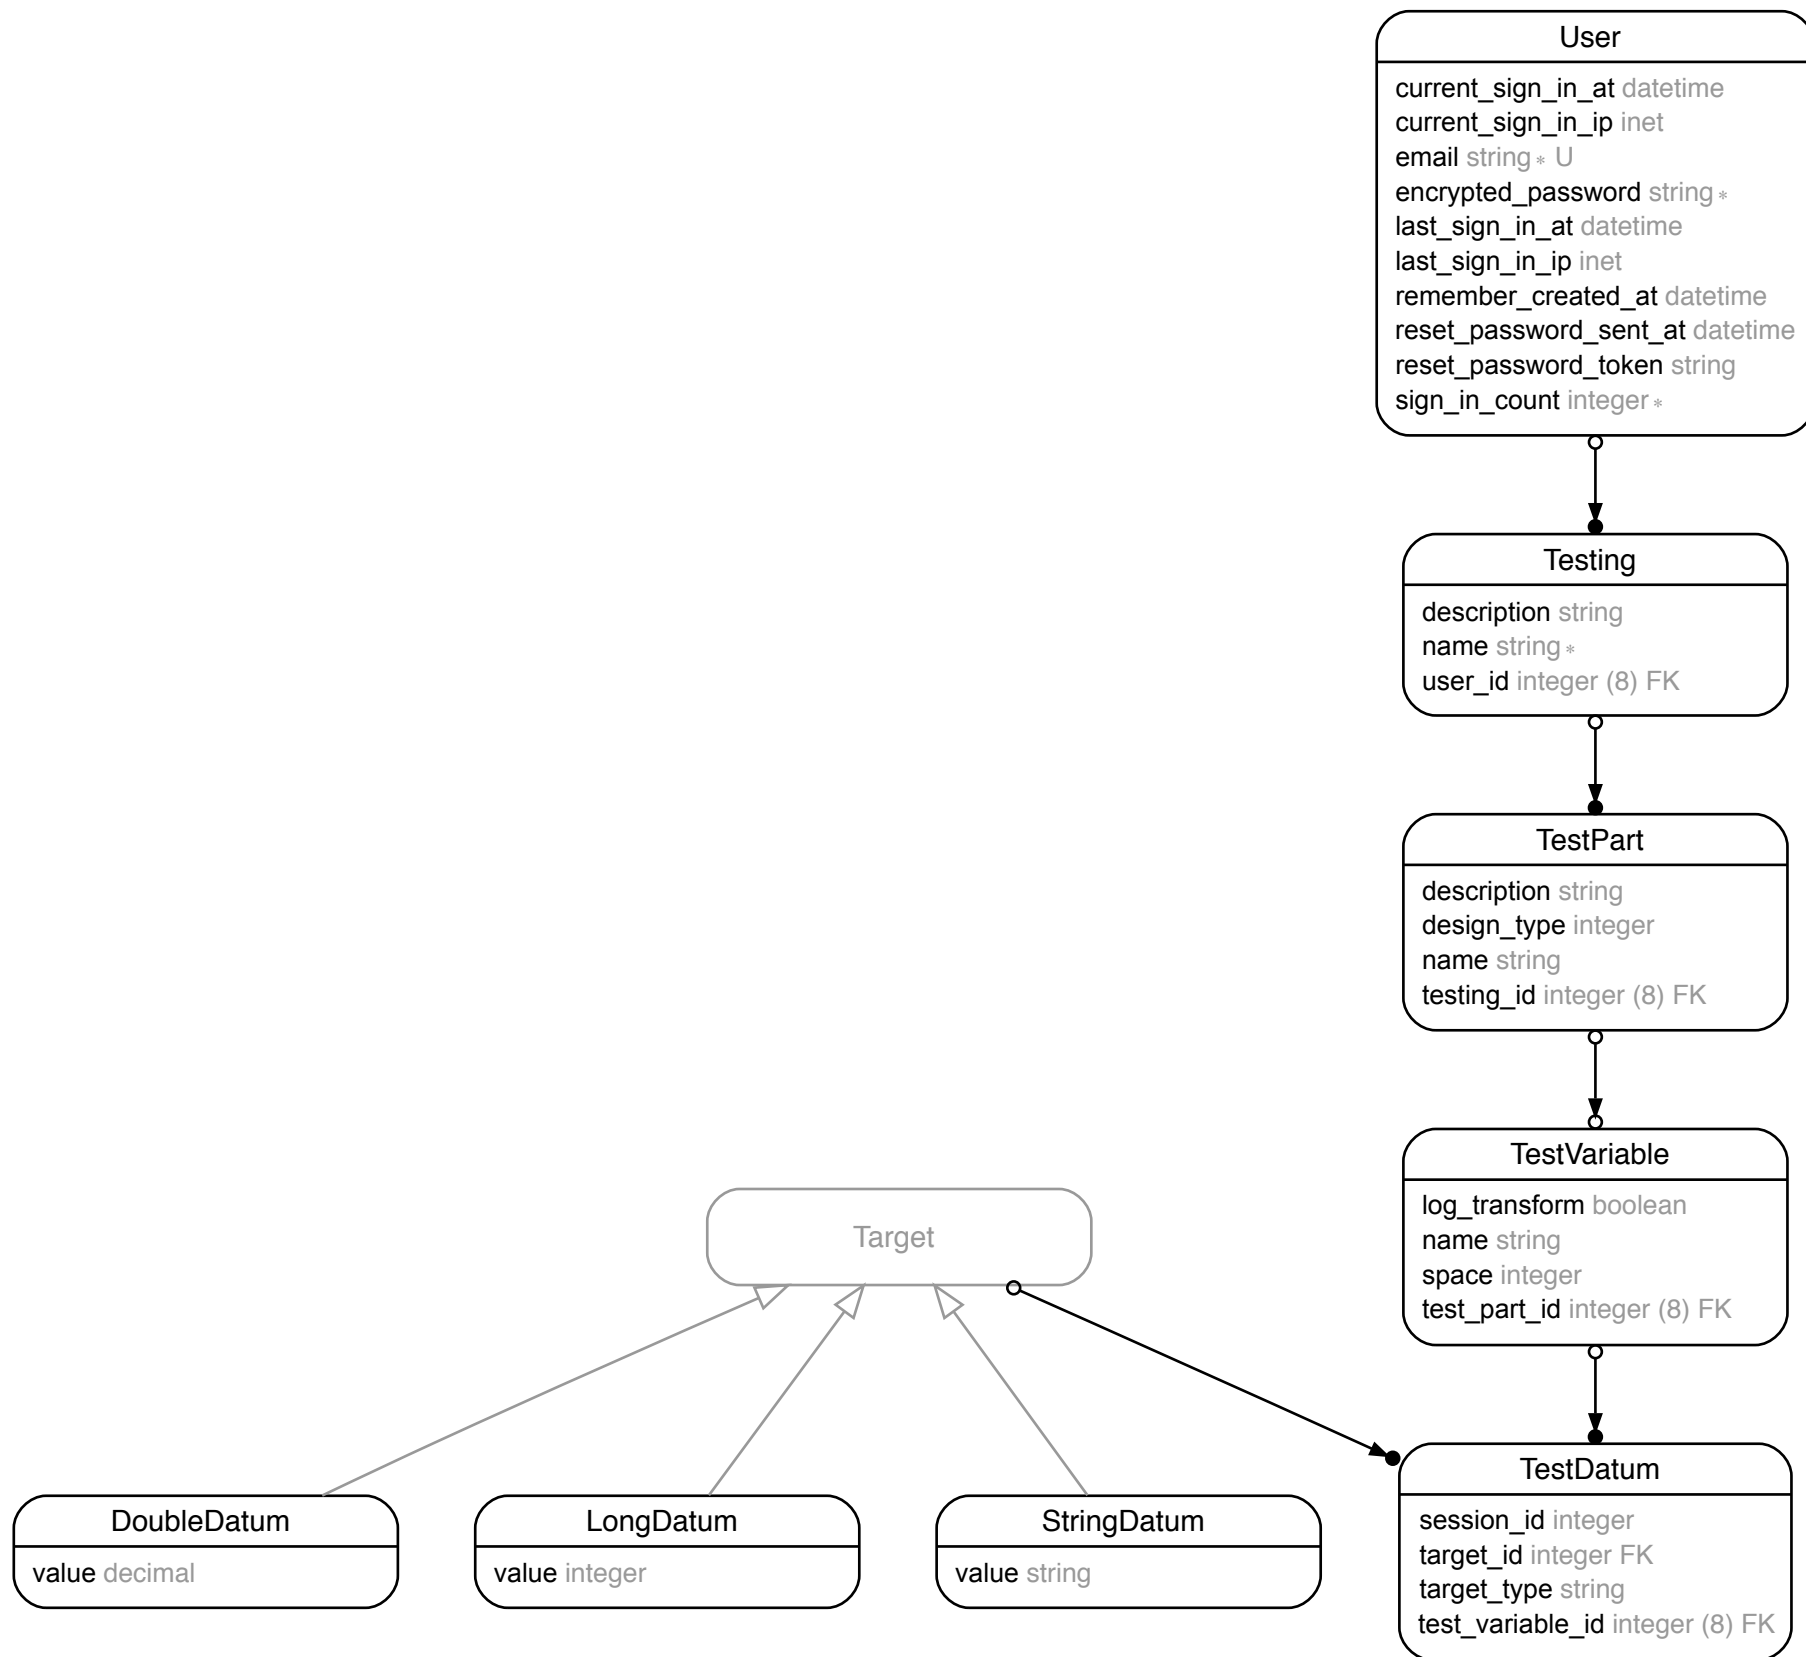 User
current_sign_in_at datetime
current_sign_in_ip inet
email string * U
encrypted_password string *
last_sign_in_at datetime
last_sign_in_ip inet
remember_created_at datetime
reset_password_sent_at datetime
reset_password_token string
sign_in_count integer *
Testing
description string
name string *
user_id integer (8) FK
TestPart
description string
design_type integer
name string
testing_id integer (8) FK
TestVariable
log_transform boolean
name string
space integer
test_part_id integer (8) FK
Target
DoubleDatum
value decimal
LongDatum
value integer
StringDatum
value string
TestDatum
session_id integer
target_id integer FK
target_type string
test_variable_id integer (8) FK